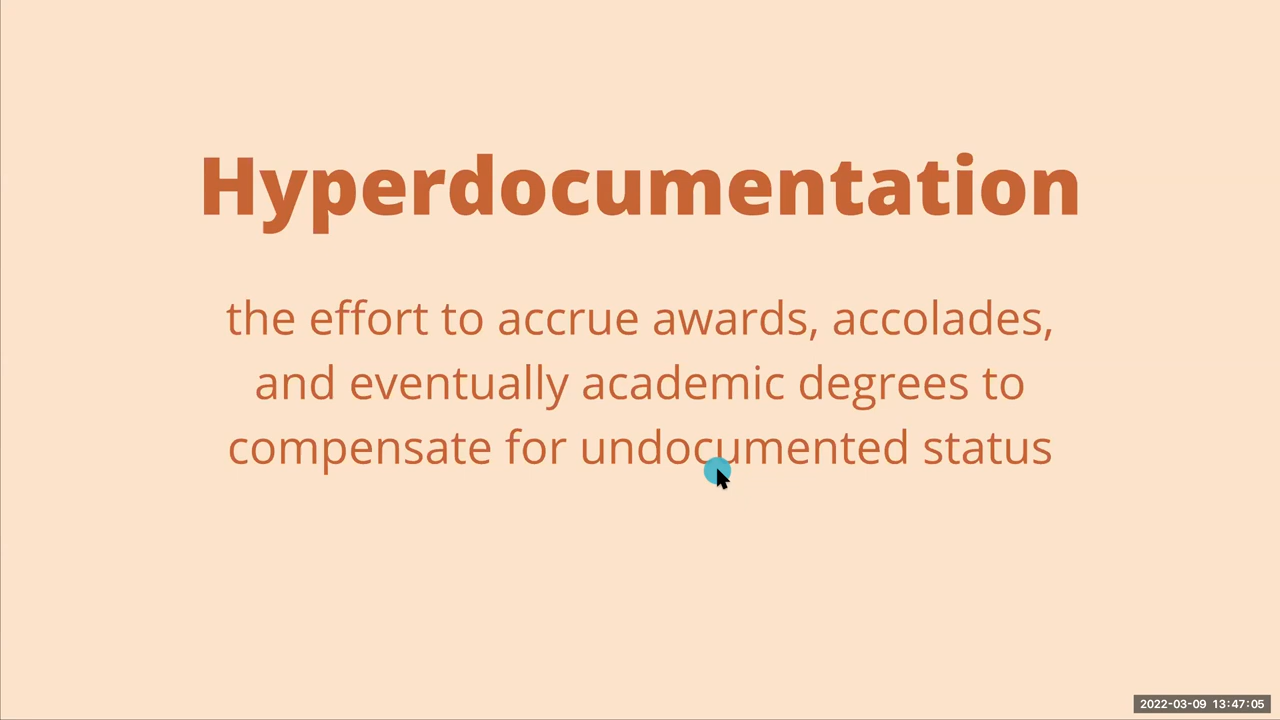 Hyperdocumentation
the effort to accrue awards, accolades,
and eventually academic degrees to
compensate for undocumented status
2022-03-09 13:47:05